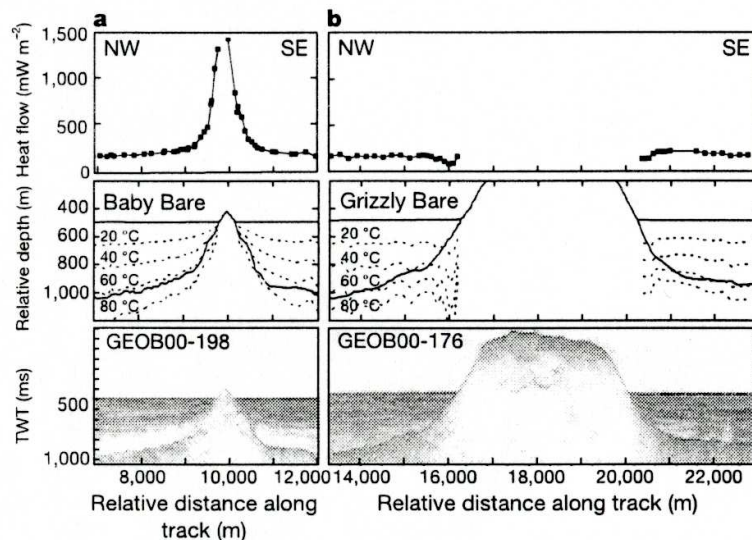 a
b
NW SE
NW SE
Heat flow (mW m⁻²)
1,500
1,000
500
0
Baby Bare
Grizzly Bare
Relative depth (m)
400
600
800
1,000
20 °C
40 °C
60 °C
80 °C
20 °C
40 °C
60 °C
80 °C
GEOB00-198
GEOB00-176
TWT (ms)
500
1,000
8,000 10,000 12,000
14,000 16,000 18,000 20,000 22,000
Relative distance along
track (m)
Relative distance along track (m)